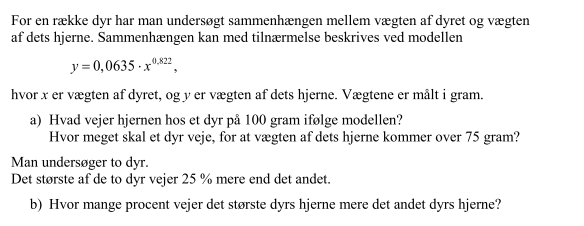 For en række dyr har man undersøgt sammenhængen mellem vægten af dyret og vægten
af dets hjerne. Sammenhængen kan med tilnærmelse beskrives ved modellen
y = 0,0635 · x^0,822 ,
hvor x er vægten af dyret, og y er vægten af dets hjerne. Vægtene er målt i gram.
a) Hvad vejer hjernen hos et dyr på 100 gram ifølge modellen?
Hvor meget skal et dyr veje, for at vægten af dets hjerne kommer over 75 gram?
Man undersøger to dyr.
Det største af de to dyr vejer 25 % mere end det andet.
b) Hvor mange procent vejer det største dyrs hjerne mere det andet dyrs hjerne?